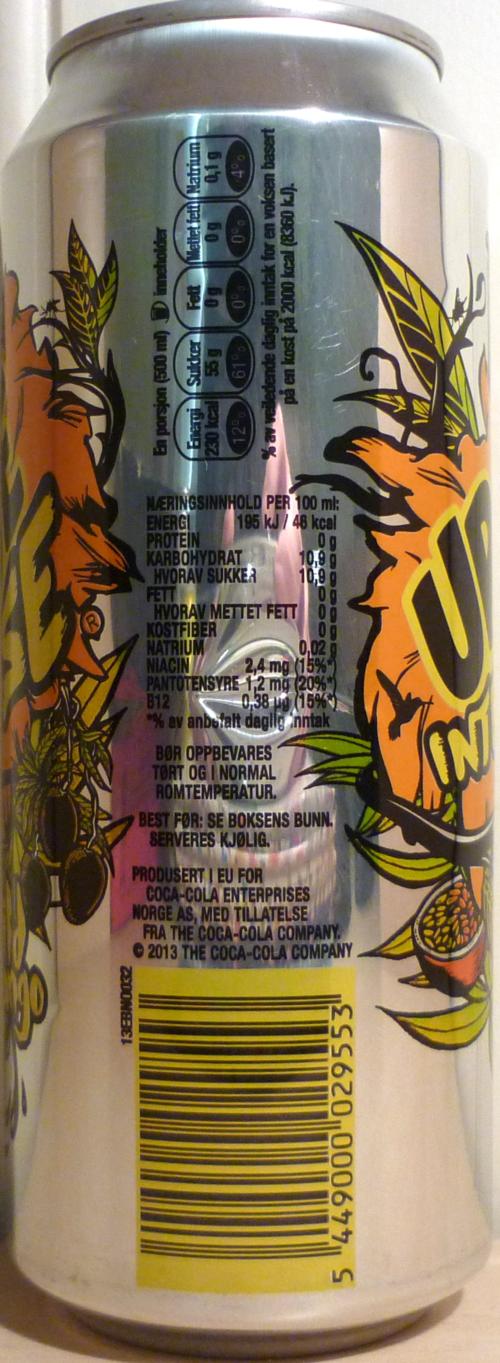 En porsjon (500 ml) inneholder
Energi Sukker Fett Mettet fett Natrium
230 kcal 55 g 0 g 0 g 0,1 g
12% 61% 0% 0% 4%
% av veiledende daglig inntak for en voksen basert
på en kost på 2000 kcal (8360 kJ).
NÆRINGSINNHOLD PER 100 ml:
ENERGI 195 kJ / 46 kcal
PROTEIN 0 g
KARBOHYDRAT 10,9 g
HVORAV SUKKER 10,9 g
FETT 0 g
HVORAV METTET FETT 0 g
KOSTFIBER 0 g
NATRIUM 0,02 g
NIACIN 2,4 mg (15%*)
PANTOTENSYRE 1,2 mg (20%*)
B12 0,38 µg (15%*)
*% av anbefalt daglig inntak
BØR OPPBEVARES
TØRT OG I NORMAL
ROMTEMPERATUR.
BEST FØR: SE BOKSENS BUNN.
SERVERES KJØLIG.
PRODUSERT I EU FOR
COCA-COLA ENTERPRISES
NORGE AS, MED TILLATELSE
FRA THE COCA-COLA COMPANY.
© 2013 THE COCA-COLA COMPANY
5 449000 029553
®